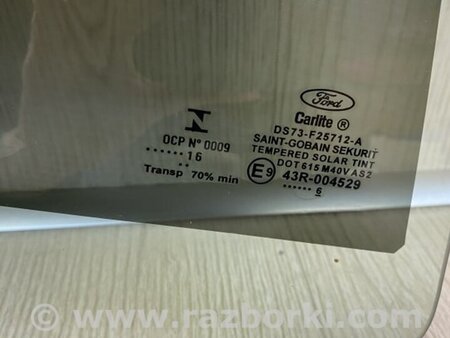 Ford
Carlite ®
DS73-F25712-A
SAINT-GOBAIN SEKURIT
TEMPERED SOLAR TINT
DOT 615 M40V AS2
E9 43R-004529
...... 6
OCP Nº 0009
...... 16
Transp 70% min
© www.razborki.com